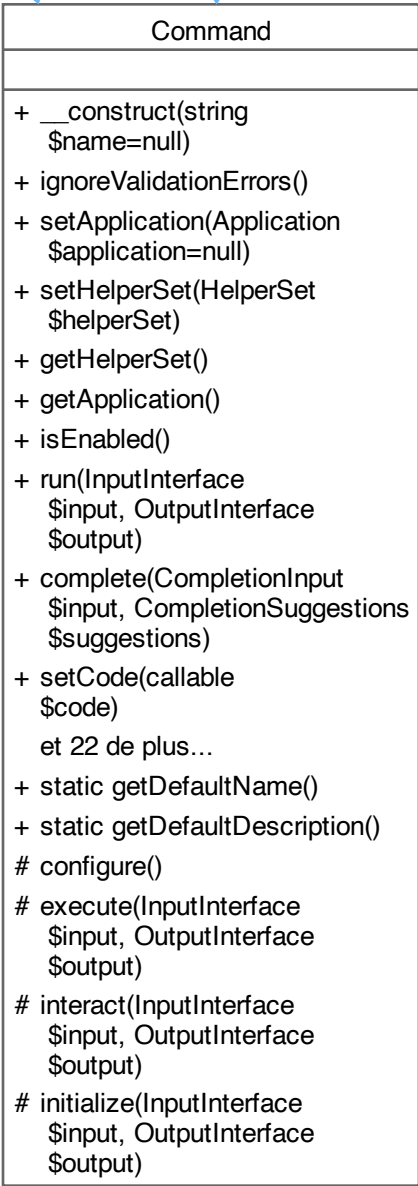 Command
+ __construct(string
$name=null)
+ ignoreValidationErrors()
+ setApplication(Application
$application=null)
+ setHelperSet(HelperSet
$helperSet)
+ getHelperSet()
+ getApplication()
+ isEnabled()
+ run(InputInterface
$input, OutputInterface
$output)
+ complete(CompletionInput
$input, CompletionSuggestions
$suggestions)
+ setCode(callable
$code)
et 22 de plus...
+ static getDefaultName()
+ static getDefaultDescription()
# configure()
# execute(InputInterface
$input, OutputInterface
$output)
# interact(InputInterface
$input, OutputInterface
$output)
# initialize(InputInterface
$input, OutputInterface
$output)